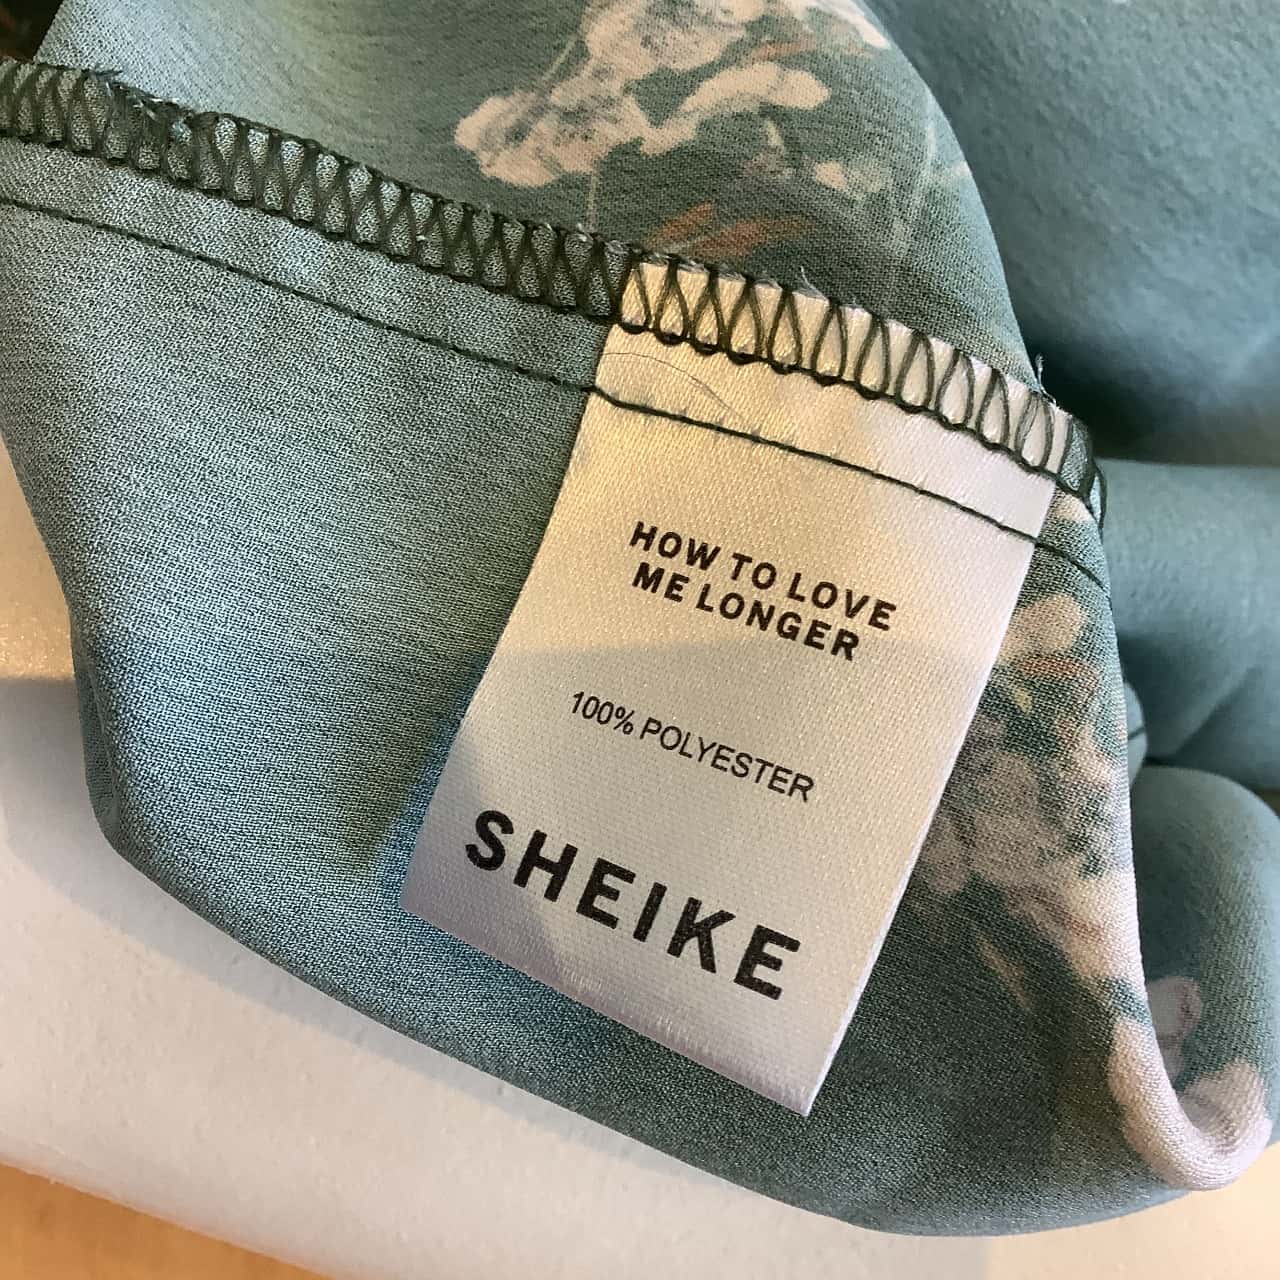 HOW TO LOVE
ME LONGER
100% POLYESTER
SHEIKE